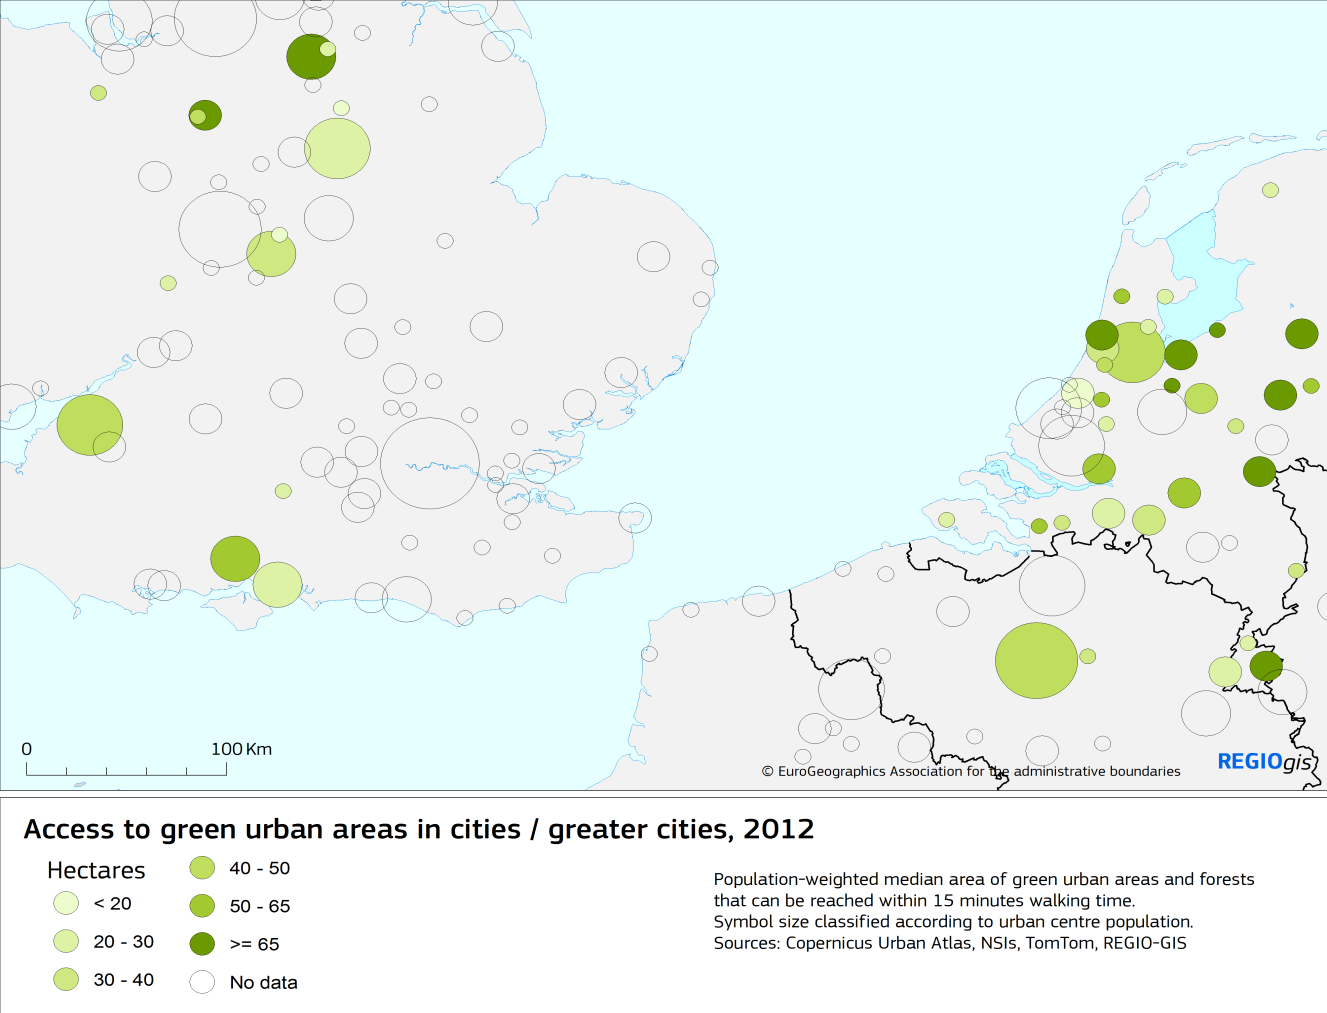 0 100 Km
© EuroGeographics Association for the administrative boundaries
REGIOgis
Access to green urban areas in cities / greater cities, 2012
Hectares
< 20
20 - 30
30 - 40
40 - 50
50 - 65
>= 65
No data
Population-weighted median area of green urban areas and forests
that can be reached within 15 minutes walking time.
Symbol size classified according to urban centre population.
Sources: Copernicus Urban Atlas, NSIs, TomTom, REGIO-GIS